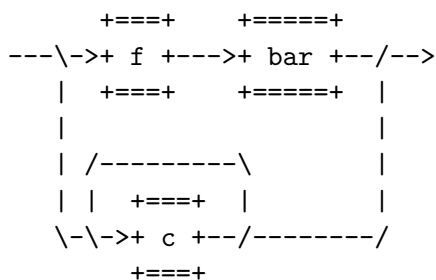 +===+    +=====+
---\->+ f +--->+ bar +--/-->
   |  +===+    +=====+  |
   |                    |
   | /---------\        |
   | |  +===+  |        |
   \-\->+ c +--/--------/
        +===+